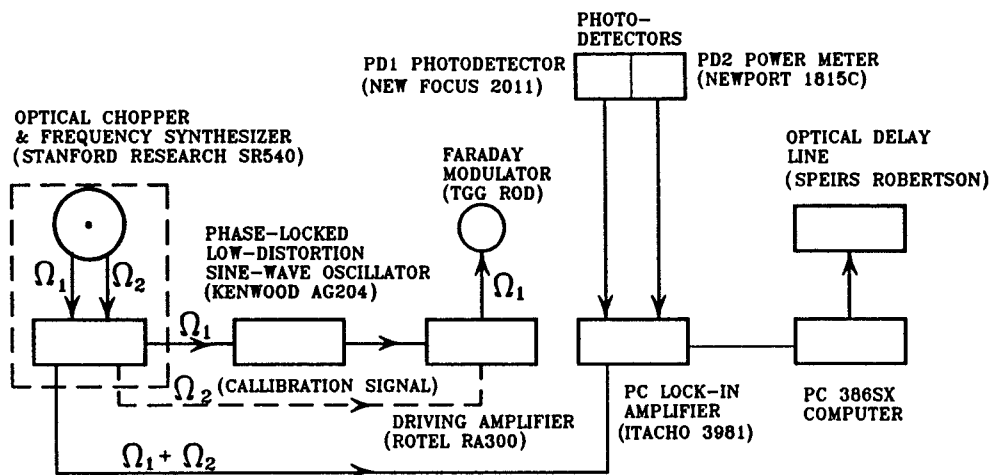 PHOTO-
DETECTORS
PD1 PHOTODETECTOR
(NEW FOCUS 2011)
PD2 POWER METER
(NEWPORT 1815C)
OPTICAL CHOPPER
& FREQUENCY SYNTHESIZER
(STANFORD RESEARCH SR540)
FARADAY
MODULATOR
(TGG ROD)
OPTICAL DELAY
LINE
(SPEIRS ROBERTSON)
PHASE-LOCKED
LOW-DISTORTION
SINE-WAVE OSCILLATOR
(KENWOOD AG204)
Ω₁
Ω₂
Ω₁
Ω₁
Ω₂ (CALLIBRATION SIGNAL)
DRIVING AMPLIFIER
(ROTEL RA300)
PC LOCK-IN
AMPLIFIER
(ITACHO 3981)
PC 386SX
COMPUTER
Ω₁ + Ω₂